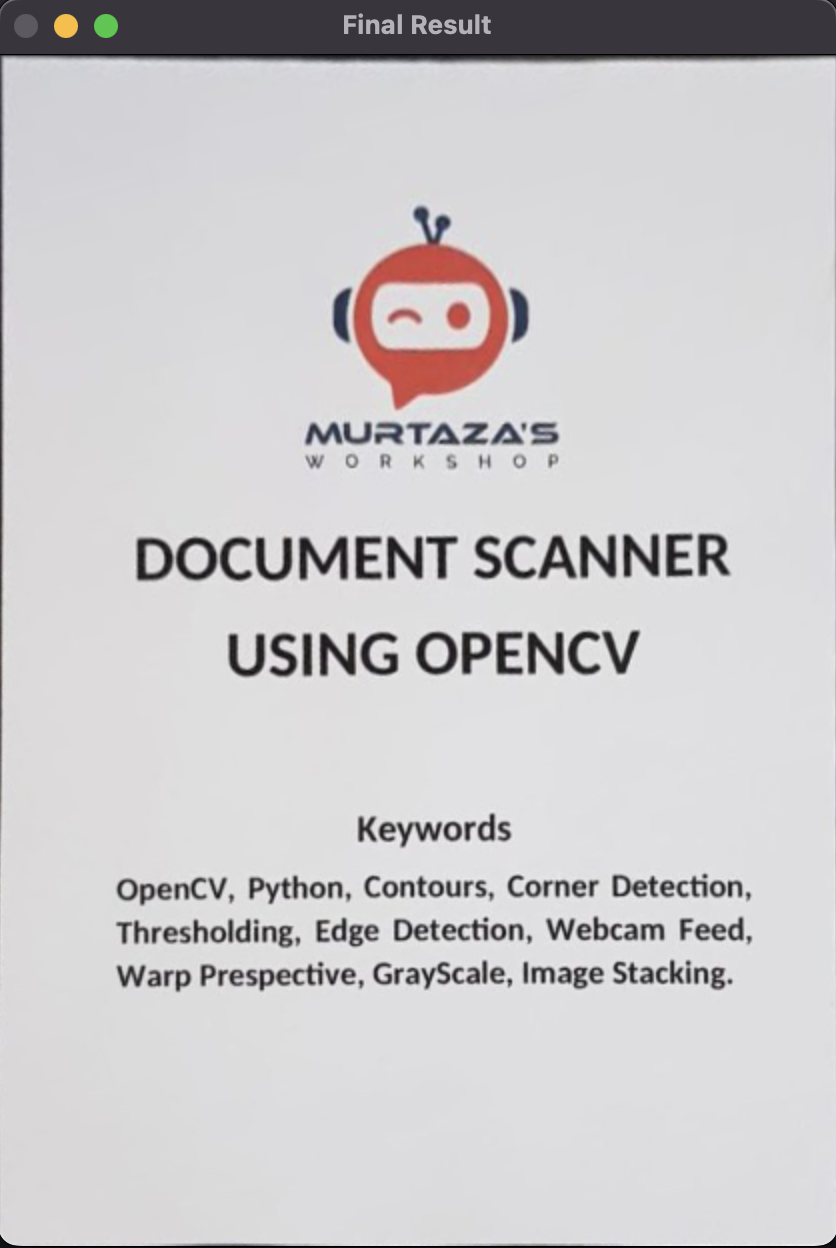 Final Result
MURTAZA'S
WORKSHOP
DOCUMENT SCANNER
USING OPENCV
Keywords
OpenCV, Python, Contours, Corner Detection,
Thresholding, Edge Detection, Webcam Feed,
Warp Prespective, GrayScale, Image Stacking.